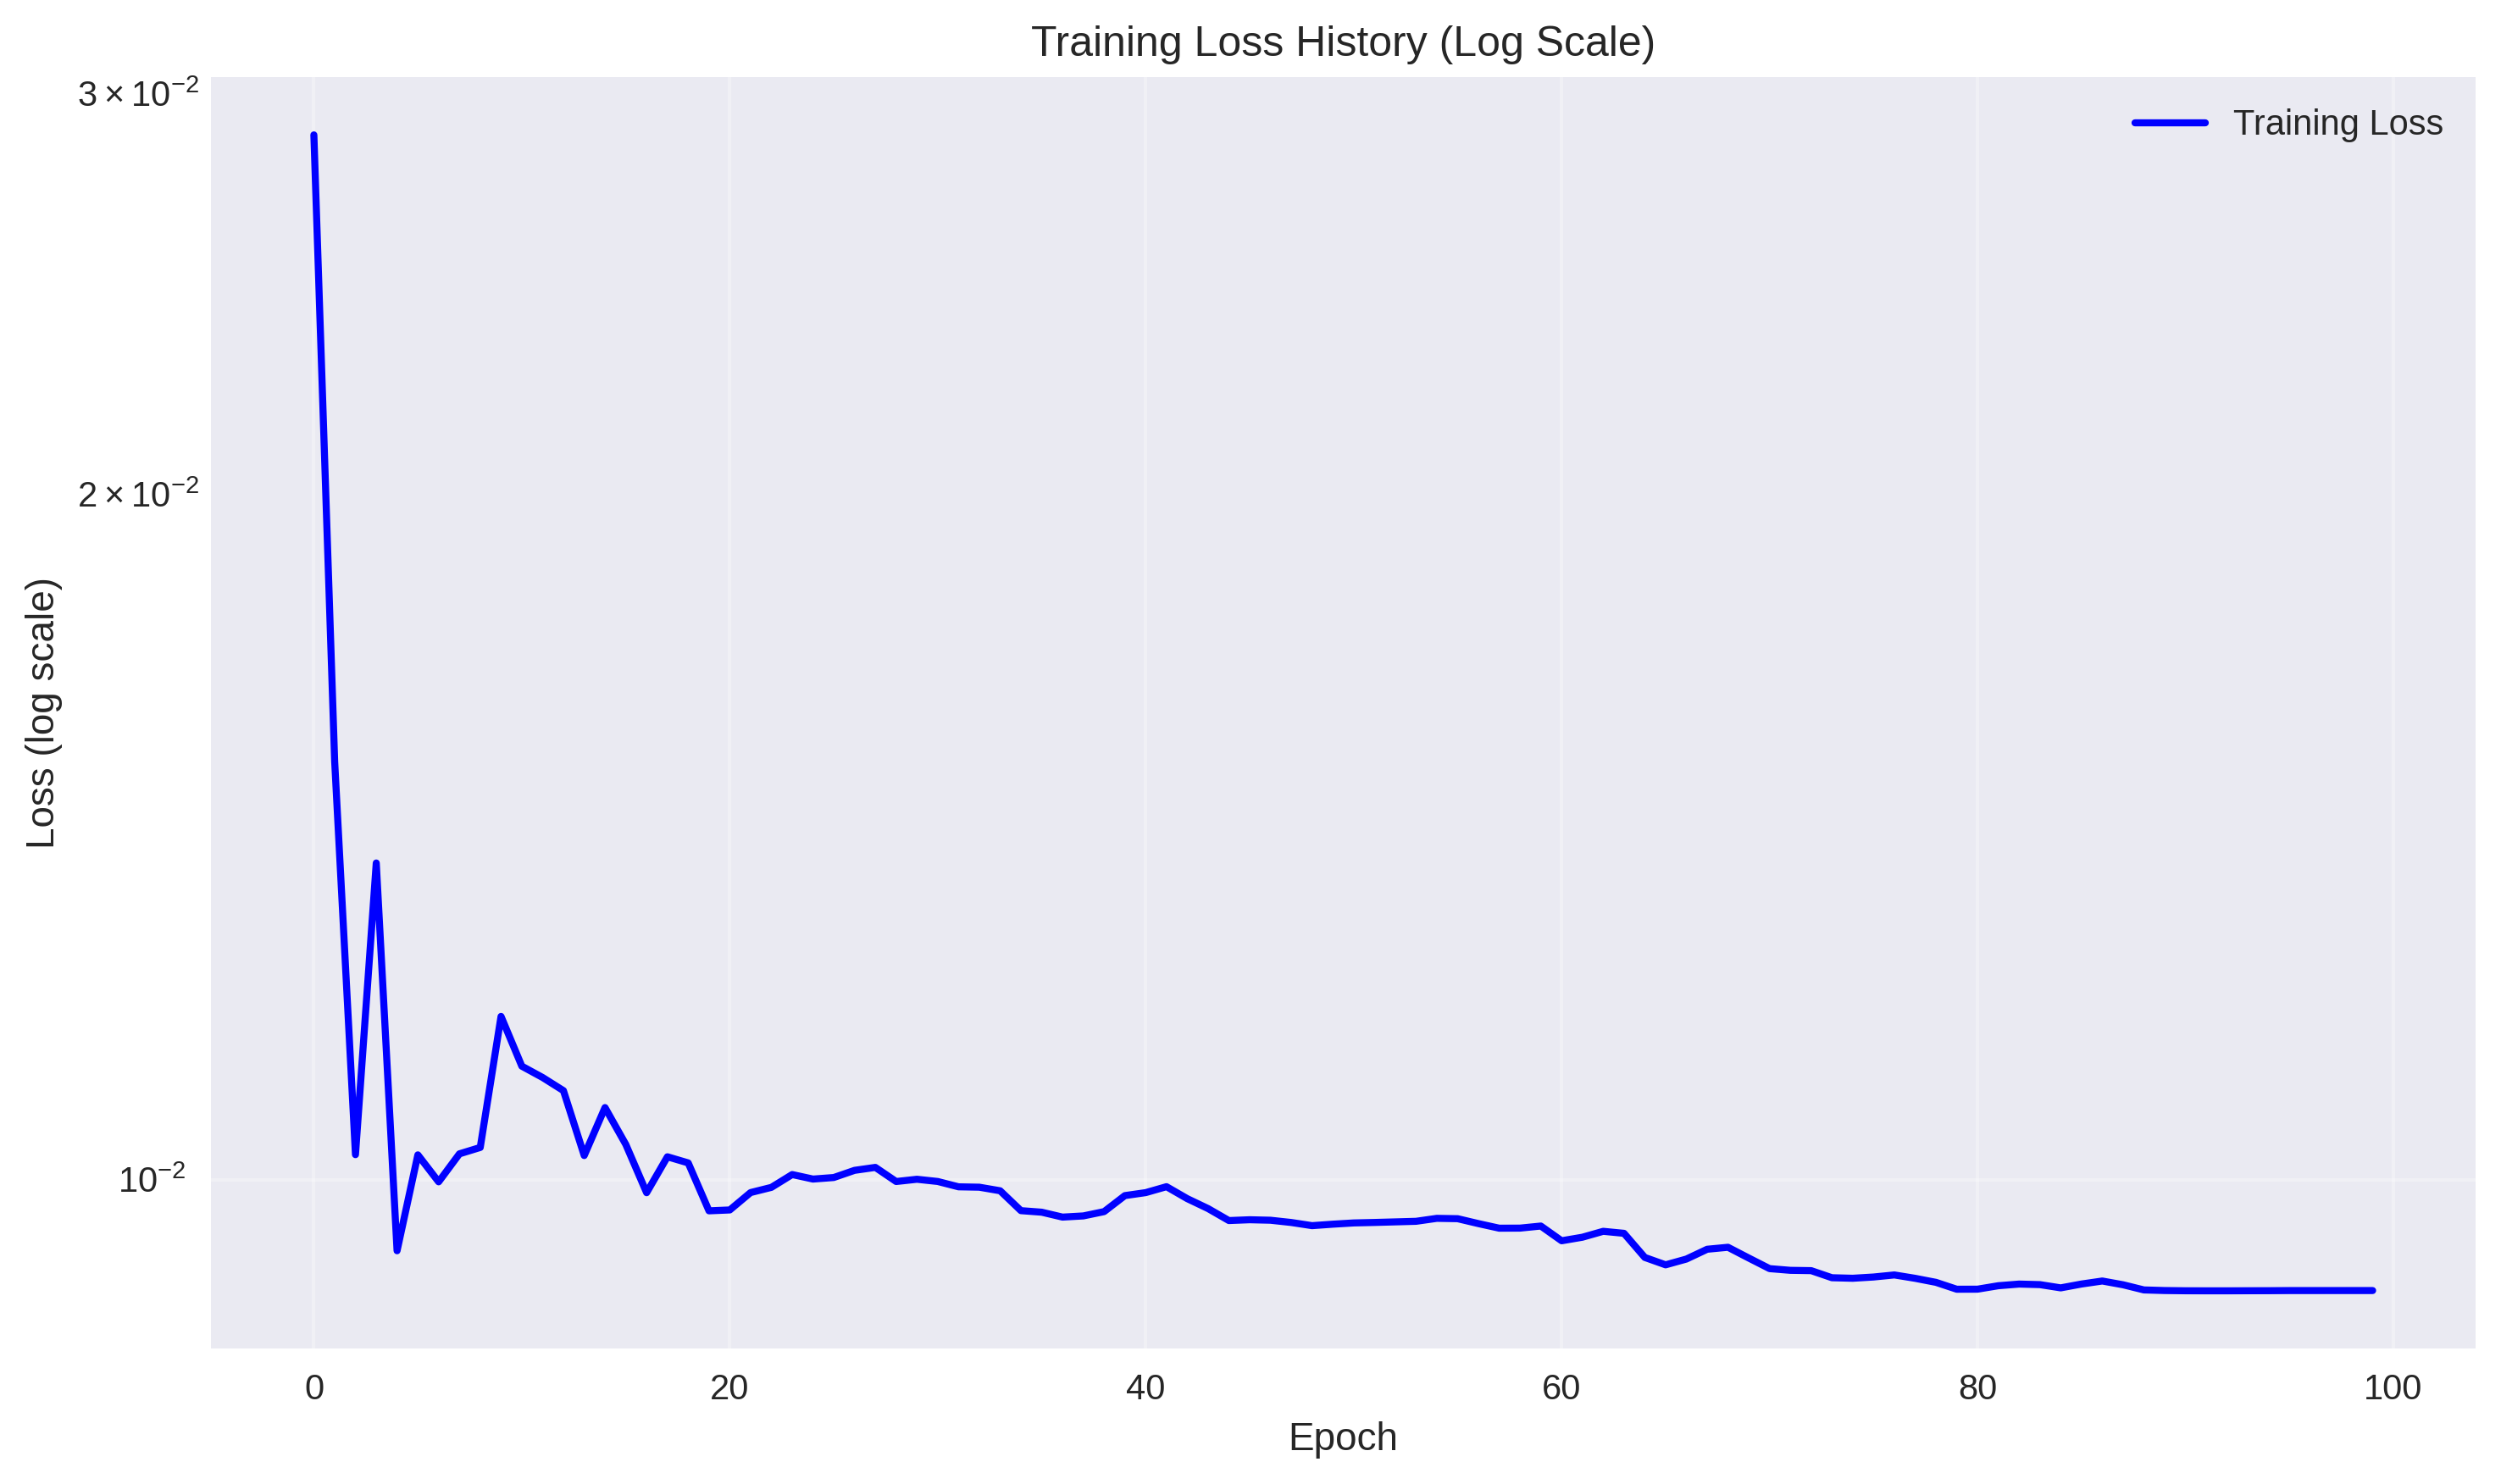 Training Loss History (Log Scale)
3 × 10⁻²
Training Loss
2 × 10⁻²
Loss (log scale)
10⁻²
0 20 40 60 80 100
Epoch